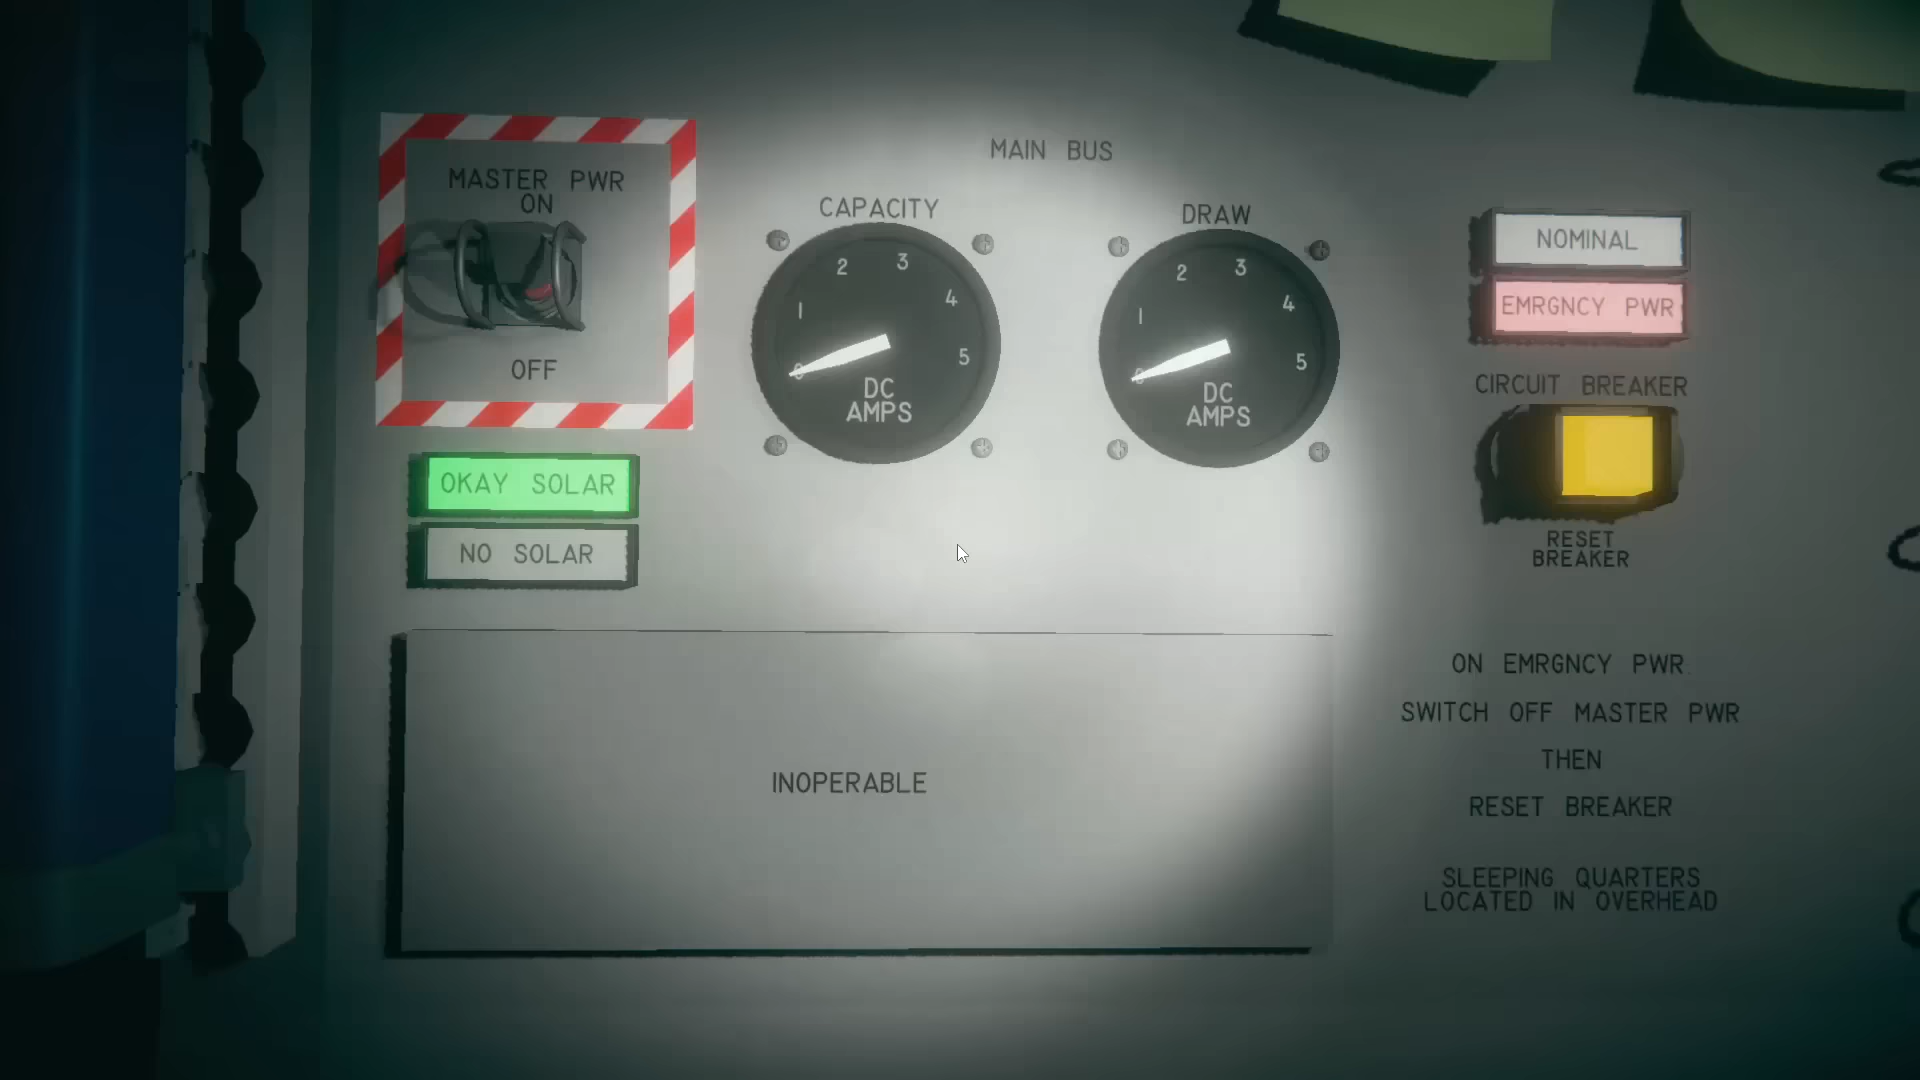 MAIN BUS
MASTER PWR
ON
OFF
CAPACITY
0 1 2 3 4 5
DC
AMPS
DRAW
0 1 2 3 4 5
DC
AMPS
NOMINAL
EMRGNCY PWR
CIRCUIT BREAKER
RESET
BREAKER
OKAY SOLAR
NO SOLAR
INOPERABLE
ON EMRGNCY PWR
SWITCH OFF MASTER PWR
THEN
RESET BREAKER
SLEEPING QUARTERS
LOCATED IN OVERHEAD